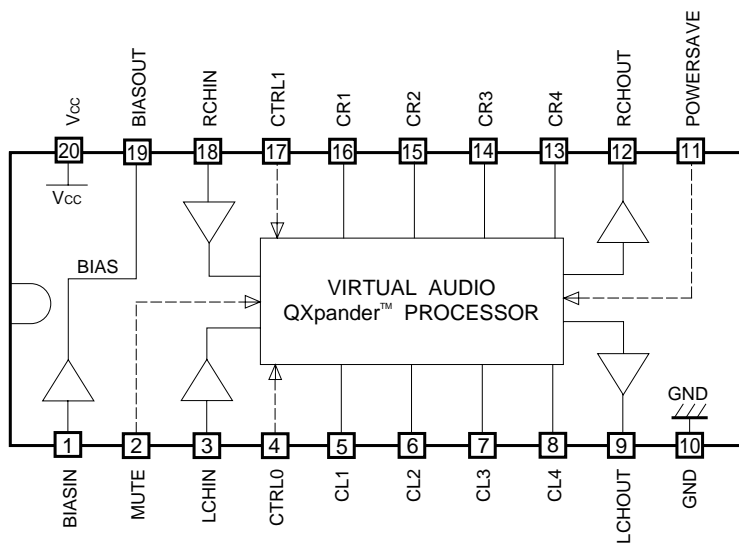 Vcc
BIASOUT
RCHIN
CTRL1
CR1
CR2
CR3
CR4
RCHOUT
POWERSAVE
20
19
18
17
16
15
14
13
12
11
Vcc
BIAS
VIRTUAL AUDIO
QXpander™ PROCESSOR
GND
1
2
3
4
5
6
7
8
9
10
BIASIN
MUTE
LCHIN
CTRL0
CL1
CL2
CL3
CL4
LCHOUT
GND